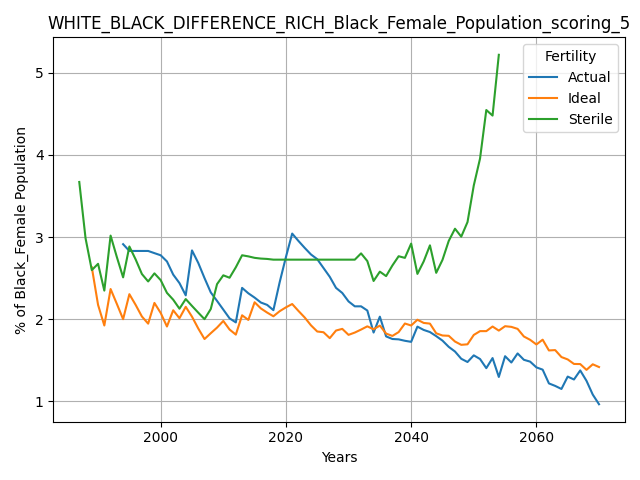 WHITE_BLACK_DIFFERENCE_RICH_Black_Female_Population_scoring_5
Fertility
Actual
Ideal
Sterile
% of Black_Female Population
5
4
3
2
1
2000
2020
2040
2060
Years